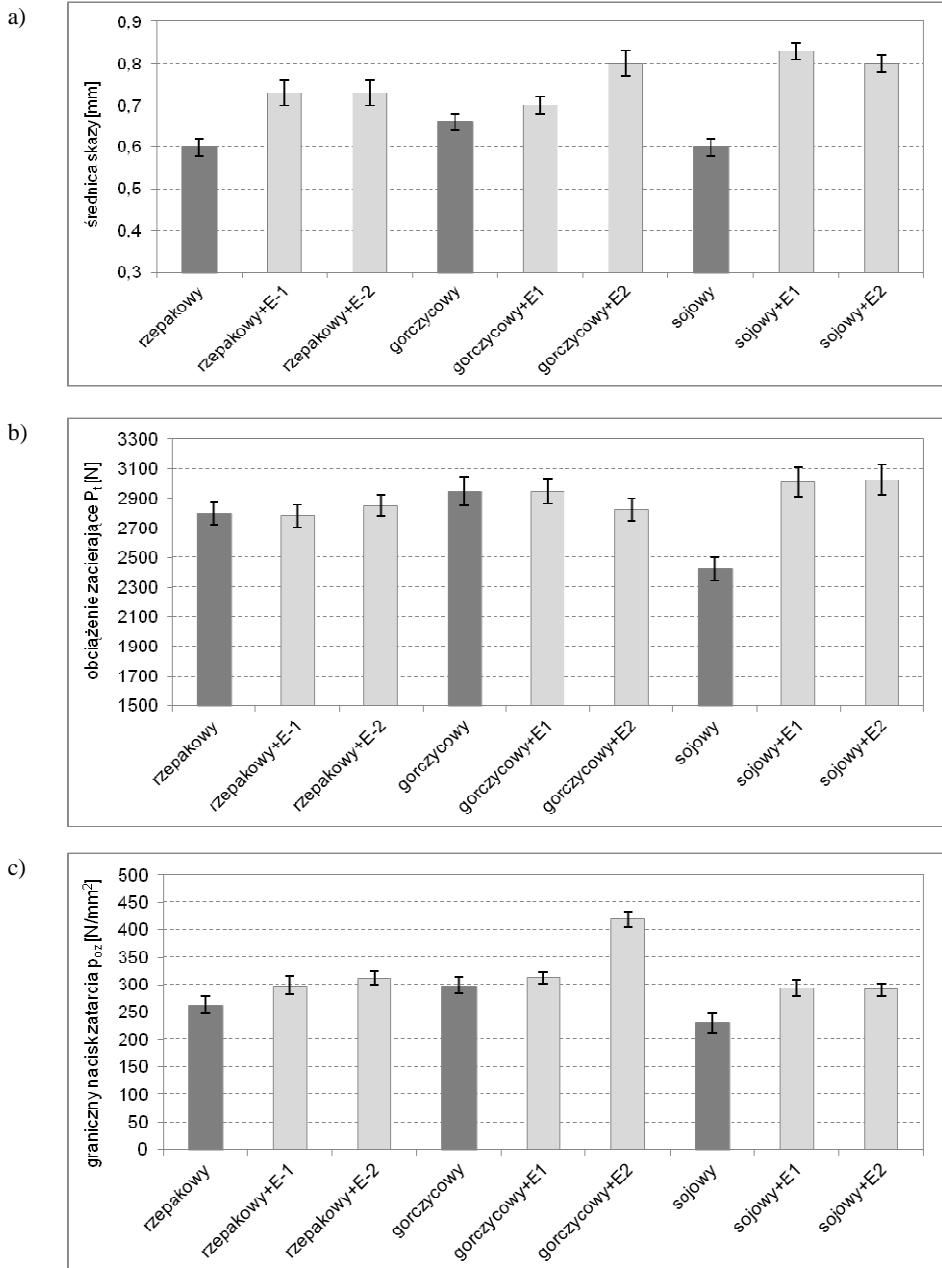 a)
średnica skazy [mm]
0,9
0,8
0,7
0,6
0,5
0,4
0,3
rzepakowy
rzepakowy+E-1
rzepakowy+E-2
gorczycowy
gorczycowy+E1
gorczycowy+E2
sojowy
sojowy+E1
sojowy+E2
b)
obciążenie zacierające Pt [N]
3300
3100
2900
2700
2500
2300
2100
1900
1700
1500
rzepakowy
rzepakowy+E-1
rzepakowy+E-2
gorczycowy
gorczycowy+E1
gorczycowy+E2
sojowy
sojowy+E1
sojowy+E2
c)
graniczny naciskzatarcia poz [N/mm²]
500
450
400
350
300
250
200
150
100
50
0
rzepakowy
rzepakowy+E-1
rzepakowy+E-2
gorczycowy
gorczycowy+E1
gorczycowy+E2
sojowy
sojowy+E1
sojowy+E2